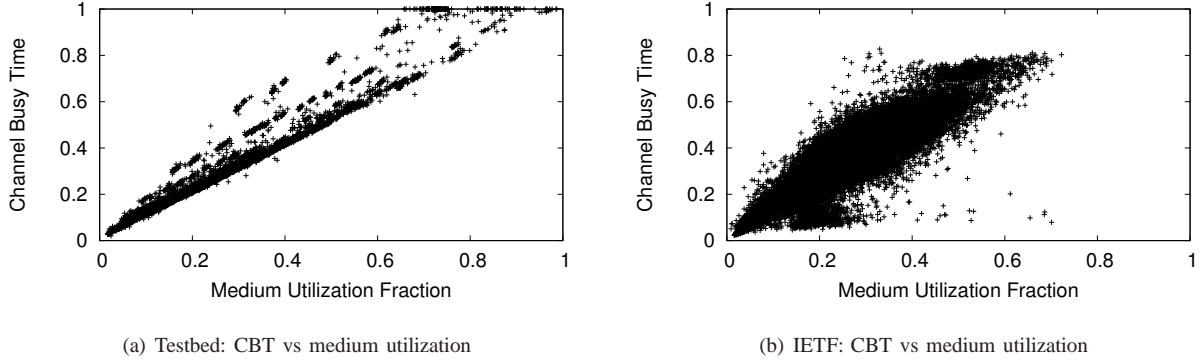 Channel Busy Time
1
0.8
0.6
0.4
0.2
0
0 0.2 0.4 0.6 0.8 1
Medium Utilization Fraction
(a) Testbed: CBT vs medium utilization
Channel Busy Time
1
0.8
0.6
0.4
0.2
0
0 0.2 0.4 0.6 0.8 1
Medium Utilization Fraction
(b) IETF: CBT vs medium utilization